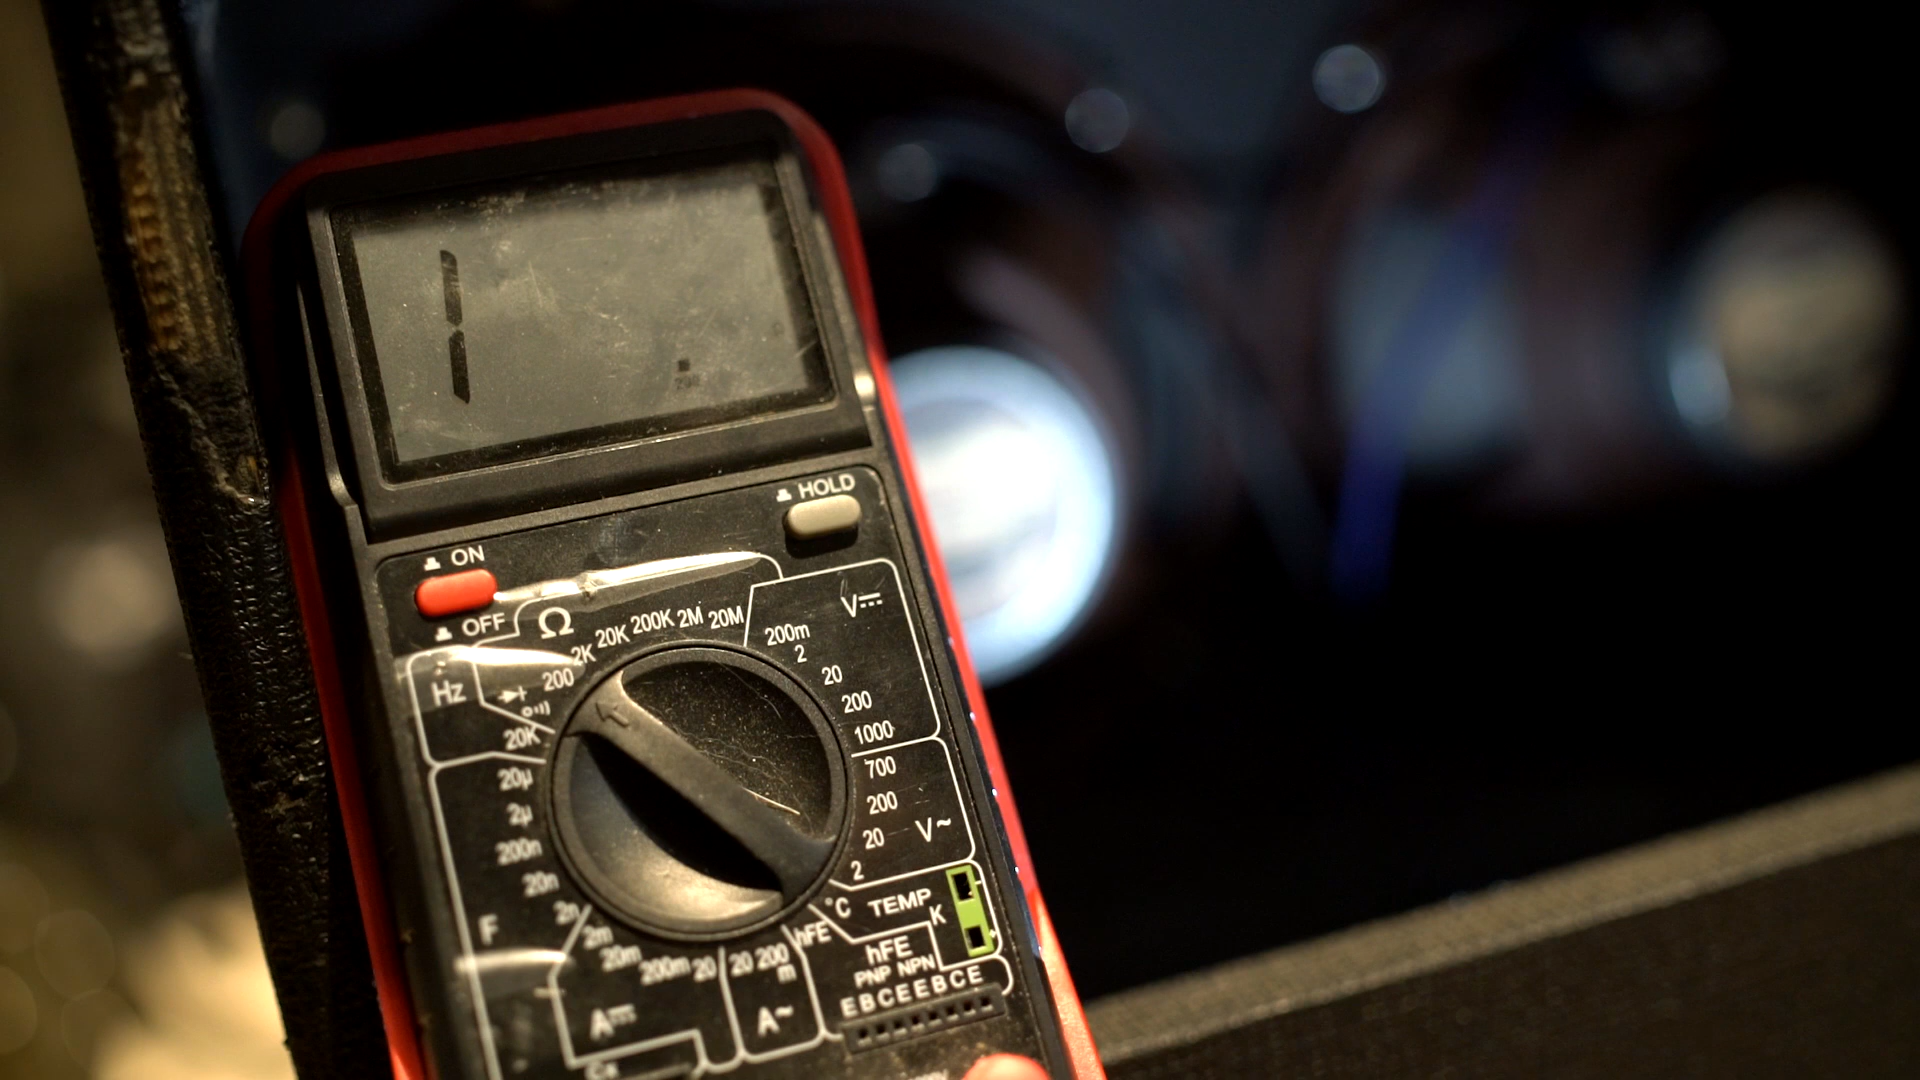 1
200
HOLD
ON
OFF
Ω
200
2K
20K
200K
2M
20M
V⎓
200m
2
20
200
1000
Hz
20K
700
200
20
2
V~
20µ
2µ
200n
20n
2n
F
2m
20m
200m
20
A⎓
20
200
m
A~
hFE
°C
TEMP
K
hFE
PNP NPN
EBCEEBCE
Cx